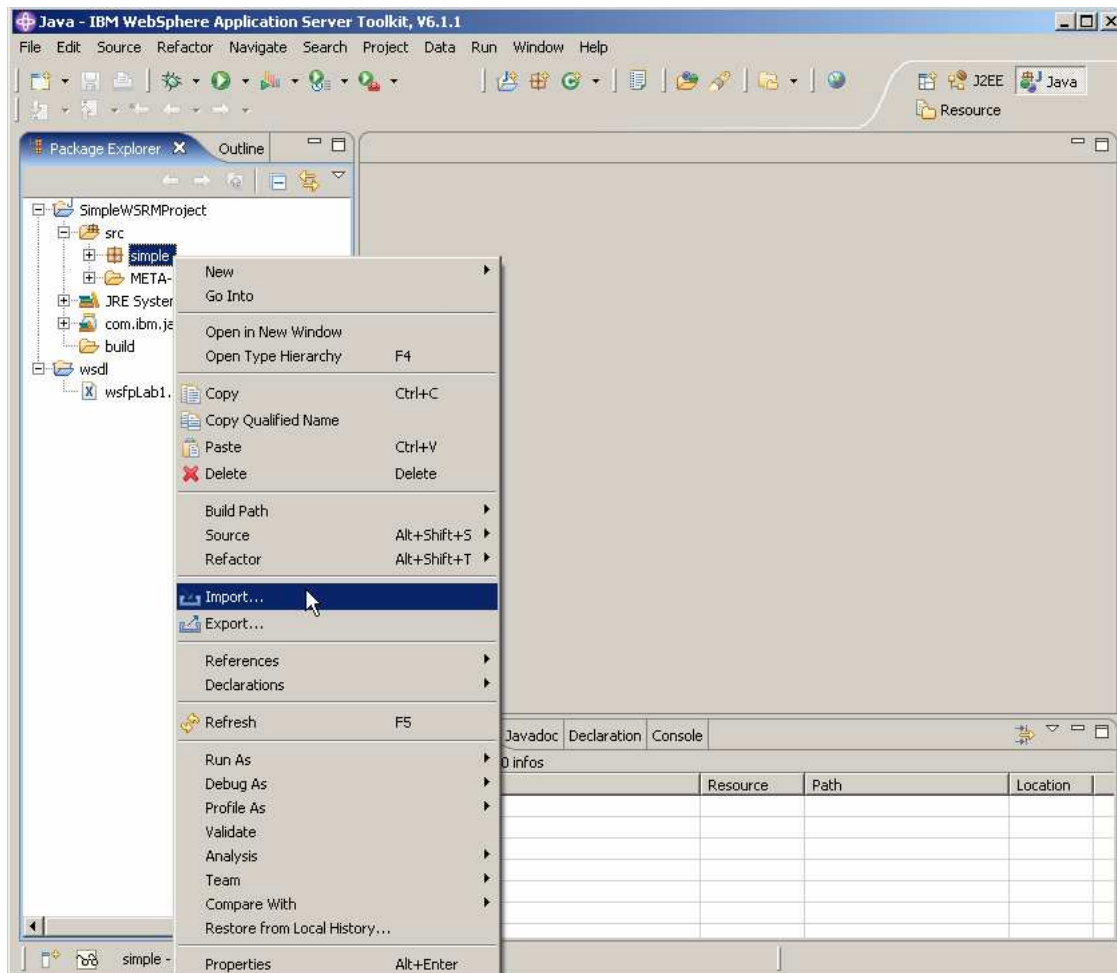 Java - IBM WebSphere Application Server Toolkit, V6.1.1
File Edit Source Refactor Navigate Search Project Data Run Window Help
J2EE Java
Resource
Package Explorer Outline
SimpleWSRMProject
src
simple
META-
JRE System
com.ibm.ja
build
wsdl
wsfpLab1.
New
Go Into
Open in New Window
Open Type Hierarchy F4
Copy Ctrl+C
Copy Qualified Name
Paste Ctrl+V
Delete Delete
Build Path
Source Alt+Shift+S
Refactor Alt+Shift+T
Import...
Export...
References
Declarations
Refresh F5
Run As
Debug As
Profile As
Validate
Analysis
Team
Compare With
Restore from Local History...
Properties Alt+Enter
Javadoc Declaration Console
0 infos
Resource Path Location
simple -